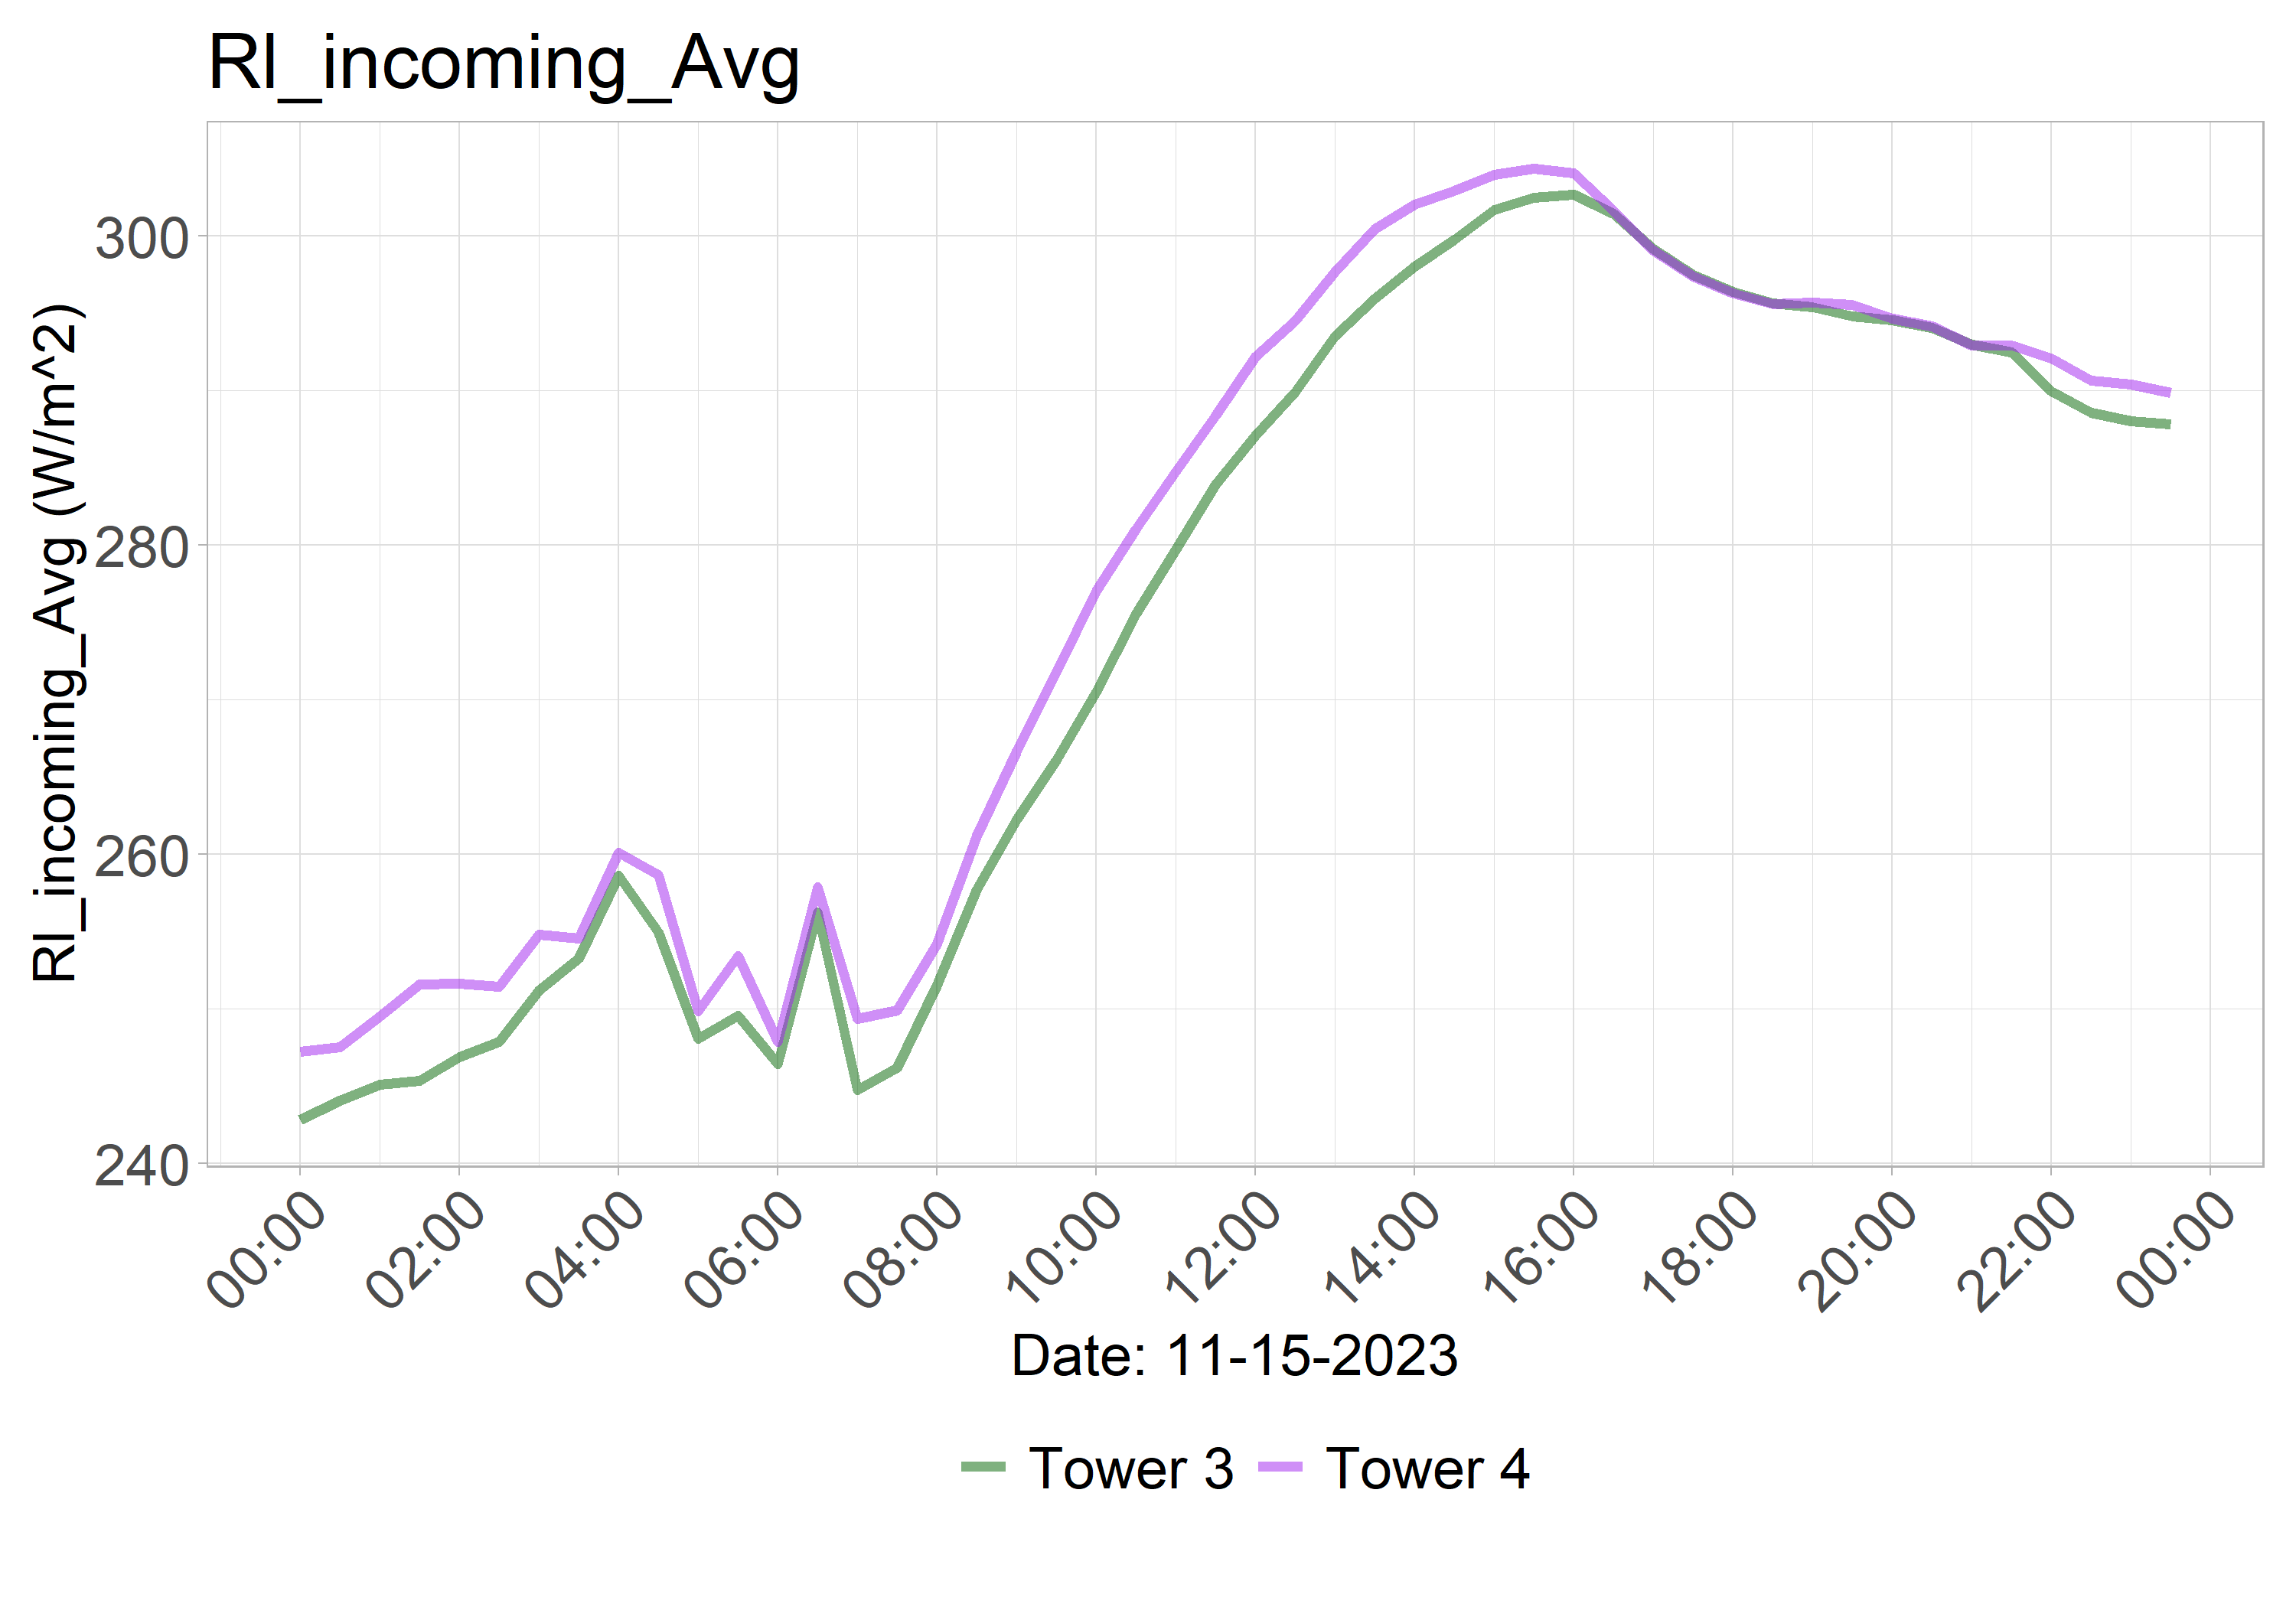 Rl_incoming_Avg
Rl_incoming_Avg (W/m^2)
300
280
260
240
00:00 02:00 04:00 06:00 08:00 10:00 12:00 14:00 16:00 18:00 20:00 22:00 00:00
Date: 11-15-2023
Tower 3 Tower 4